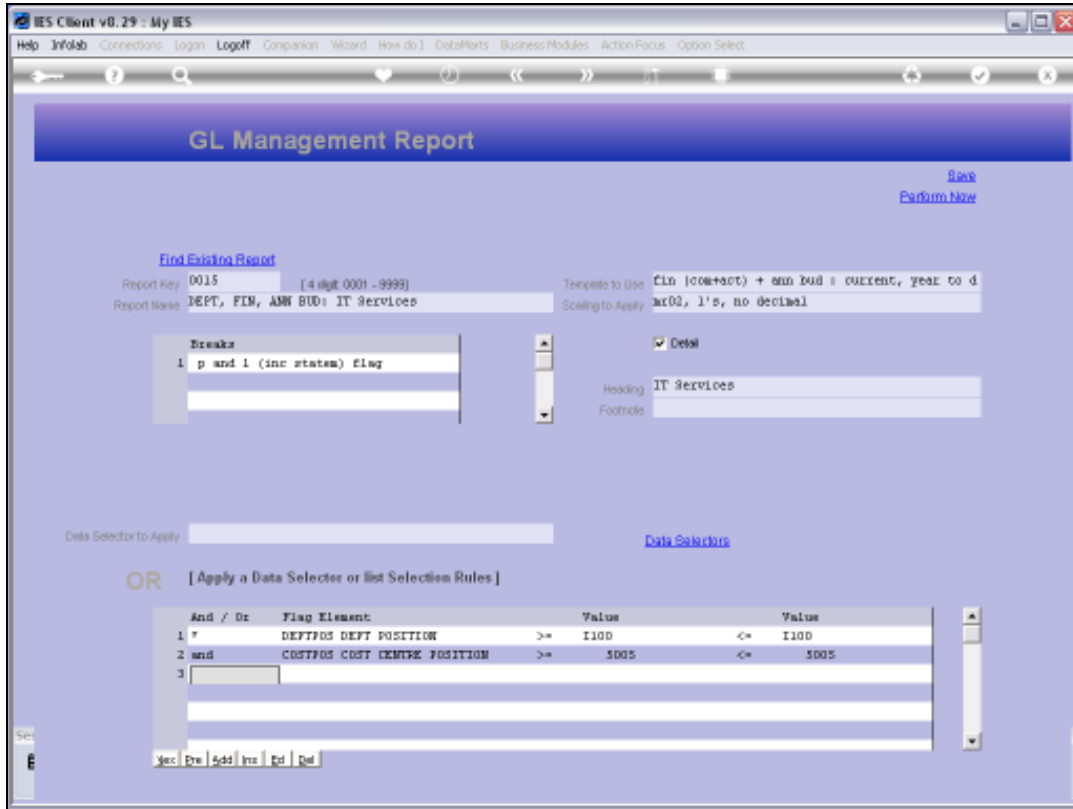 IES Client v8.29 : My IES
Help Infolab Connections Logon Logoff Companion Wizard How do I DataMarts Business Modules Action Focus Option Select
GL Management Report
Save
Perform Now
Find Existing Report
Report Key 0015 [ 4 digit: 0001 - 9999] Template to Use fin (com+act) + ann bud : current, year to d
Report Name DEPT, FIN, ANN BUD: IT Services Scaling to Apply mr02, 1's, no decimal
Breaks Detail
1 p and l (inc statem) flag
Heading IT Services
Footnote
Data Selector to Apply Data Selectors
OR [ Apply a Data Selector or list Selection Rules ]
And / Or Flag Element Value Value
1 * DEPTPOS DEPT POSITION >= I100 <= I100
2 and COSTPOS COST CENTRE POSITION >= 5005 <= 5005
3
Nex Pre Add Ins Ed Del